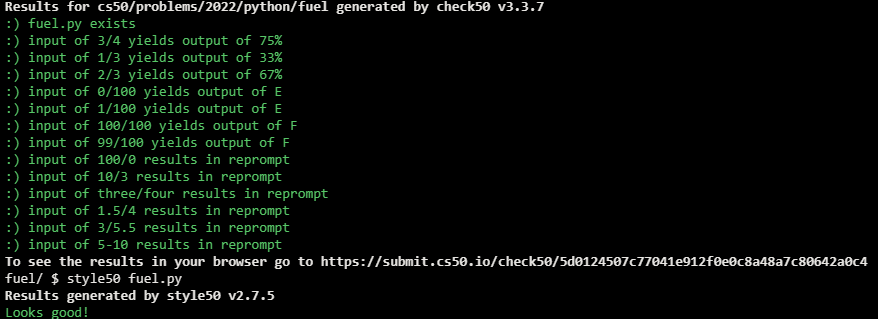 Results for cs50/problems/2022/python/fuel generated by check50 v3.3.7
:) fuel.py exists
:) input of 3/4 yields output of 75%
:) input of 1/3 yields output of 33%
:) input of 2/3 yields output of 67%
:) input of 0/100 yields output of E
:) input of 1/100 yields output of E
:) input of 100/100 yields output of F
:) input of 99/100 yields output of F
:) input of 100/0 results in reprompt
:) input of 10/3 results in reprompt
:) input of three/four results in reprompt
:) input of 1.5/4 results in reprompt
:) input of 3/5.5 results in reprompt
:) input of 5-10 results in reprompt
To see the results in your browser go to https://submit.cs50.io/check50/5d0124507c77041e912f0e0c8a48a7c80642a0c4
fuel/ $ style50 fuel.py
Results generated by style50 v2.7.5
Looks good!